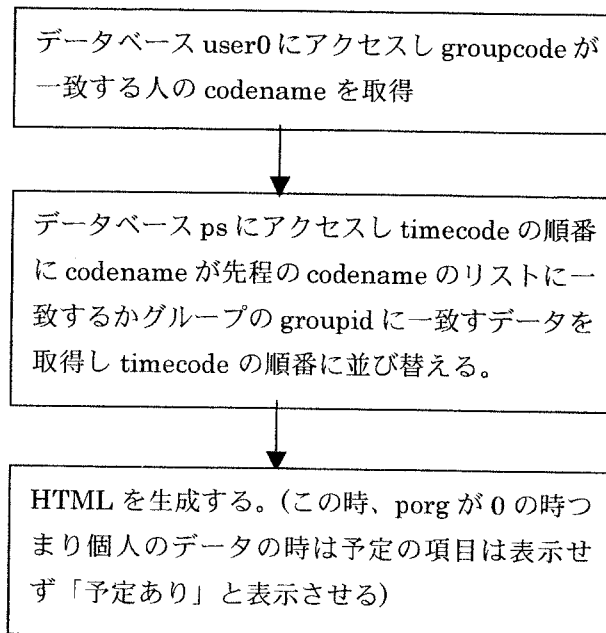 データベース user0 にアクセスし groupcode が
一致する人の codename を取得
データベース ps にアクセスし timecode の順番
に codename が先程の codename のリストに一
致するかグループの groupid に一致すデータを
取得し timecode の順番に並び替える。
HTML を生成する。(この時、porg が 0 の時つ
まり個人のデータの時は予定の項目は表示せ
ず「予定あり」と表示させる)